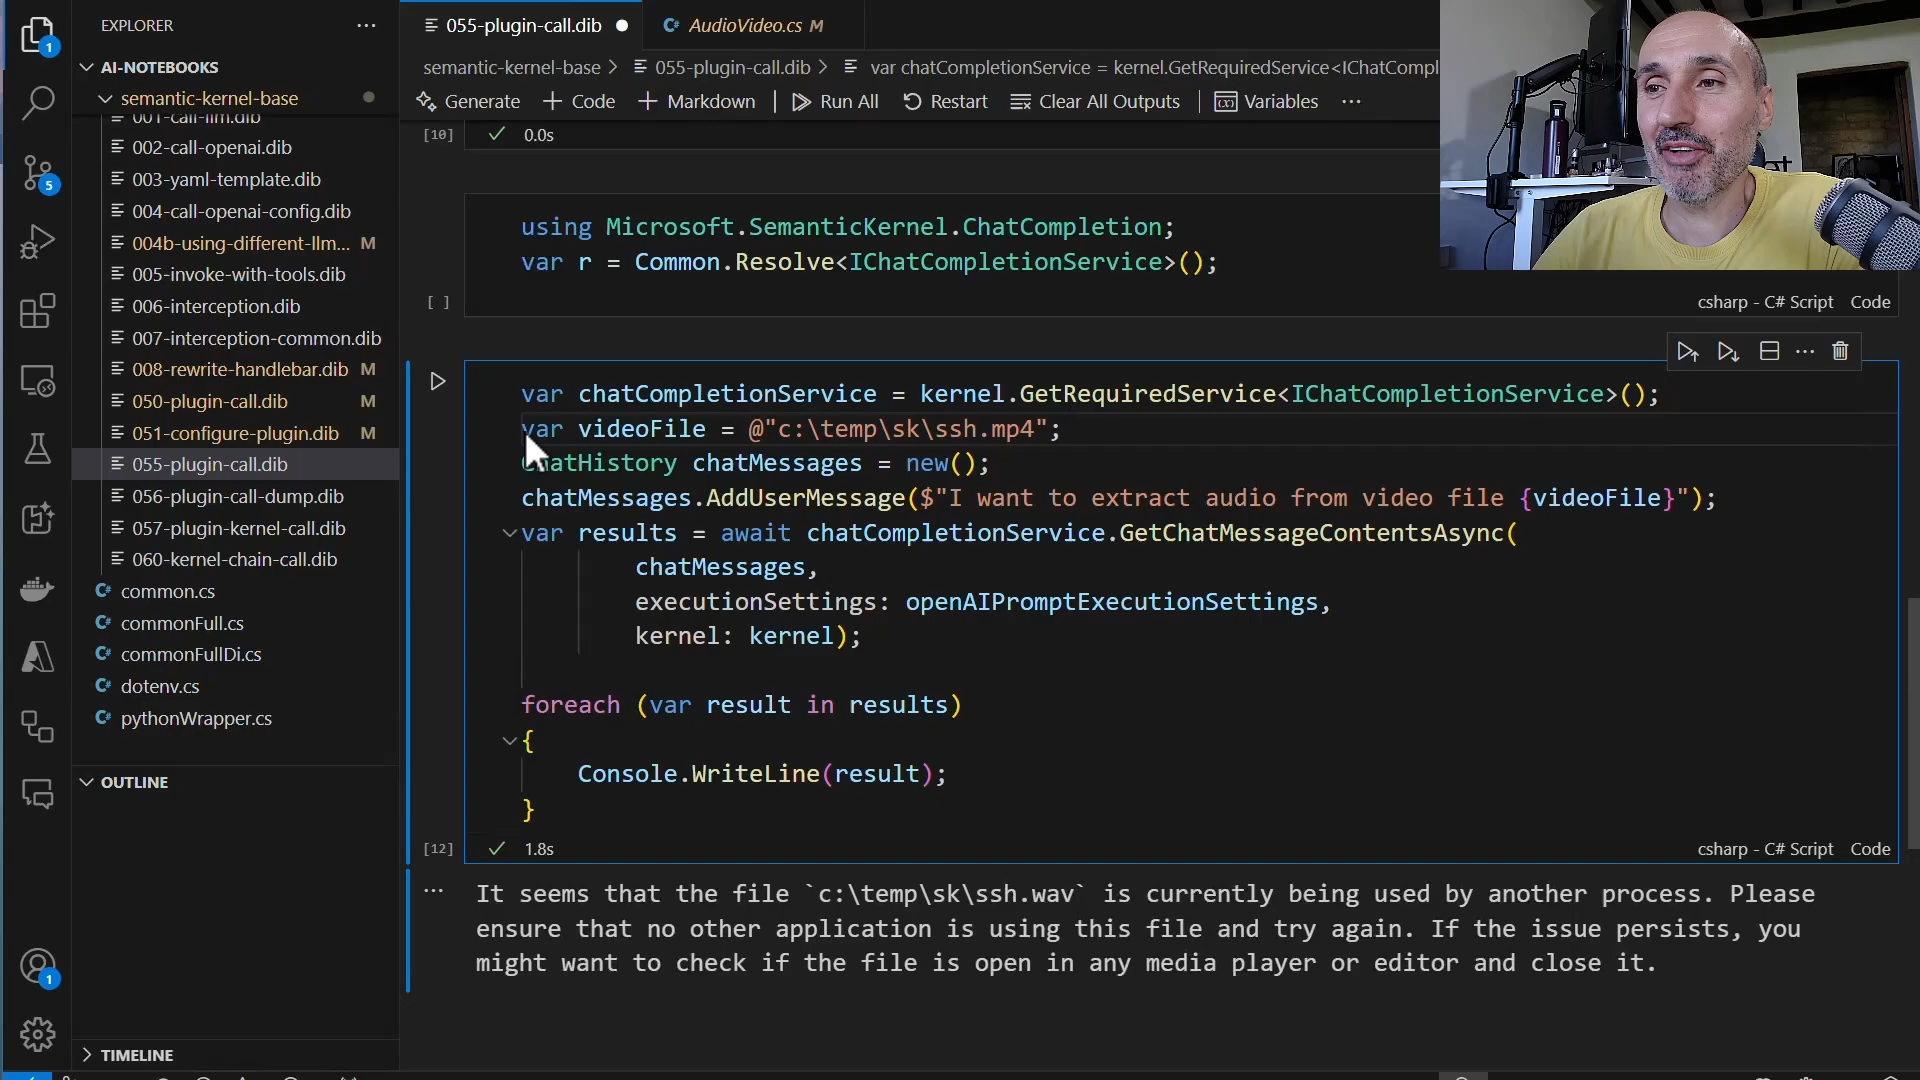 EXPLORER
AI-NOTEBOOKS
semantic-kernel-base
001-call-llm.dib
002-call-openai.dib
003-yaml-template.dib
004-call-openai-config.dib
004b-using-different-llm... M
005-invoke-with-tools.dib
006-interception.dib
007-interception-common.dib
008-rewrite-handlebar.dib M
050-plugin-call.dib M
051-configure-plugin.dib M
055-plugin-call.dib
056-plugin-call-dump.dib
057-plugin-kernel-call.dib
060-kernel-chain-call.dib
common.cs
commonFull.cs
commonFullDi.cs
dotenv.cs
pythonWrapper.cs
OUTLINE
TIMELINE
1
5
1
055-plugin-call.dib
AudioVideo.cs M
semantic-kernel-base > 055-plugin-call.dib > var chatCompletionService = kernel.GetRequiredService<IChatCompl
Generate + Code + Markdown Run All Restart Clear All Outputs Variables ...
[10] 0.0s
using Microsoft.SemanticKernel.ChatCompletion;
var r = Common.Resolve<IChatCompletionService>();
[ ] csharp - C# Script Code
var chatCompletionService = kernel.GetRequiredService<IChatCompletionService>();
var videoFile = @"c:\temp\sk\ssh.mp4";
ChatHistory chatMessages = new();
chatMessages.AddUserMessage($"I want to extract audio from video file {videoFile}");
var results = await chatCompletionService.GetChatMessageContentsAsync(
chatMessages,
executionSettings: openAIPromptExecutionSettings,
kernel: kernel);
foreach (var result in results)
{
Console.WriteLine(result);
}
[12] 1.8s csharp - C# Script Code
It seems that the file `c:\temp\sk\ssh.wav` is currently being used by another process. Please
ensure that no other application is using this file and try again. If the issue persists, you
might want to check if the file is open in any media player or editor and close it.